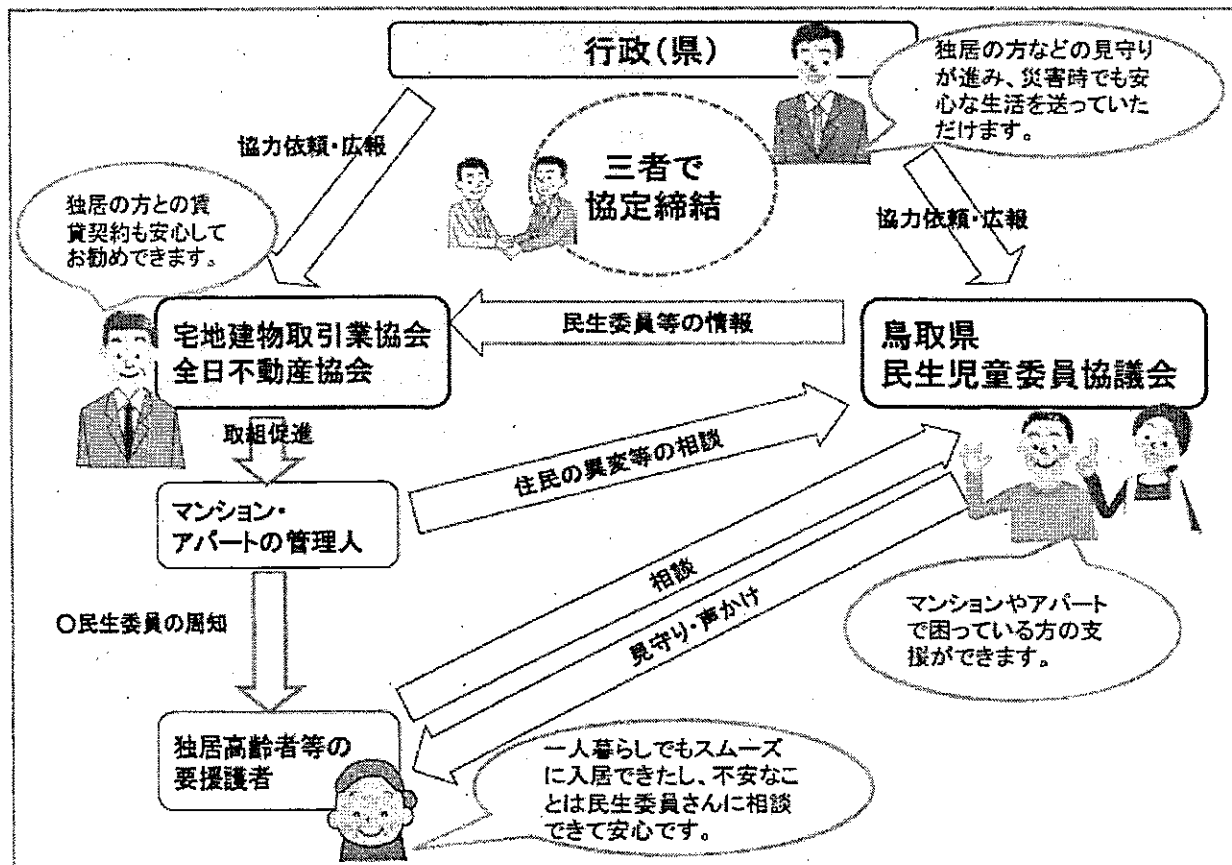 行政(県)
独居の方などの見守り
が進み、災害時でも安
心な生活を送っていた
だけます。
協力依頼・広報
三者で
協定締結
独居の方との賃
貸契約も安心して
お勧めできます。
協力依頼・広報
宅地建物取引業協会
全日不動産協会
民生委員等の情報
鳥取県
民生児童委員協議会
取組促進
住民の異変等の相談
マンション・
アパートの管理人
相談
見守り・声かけ
○民生委員の周知
マンションやアパート
で困っている方の支
援ができます。
独居高齢者等の
要援護者
一人暮らしでもスムーズ
に入居できたし、不安なこ
とは民生委員さんに相談
できて安心です。